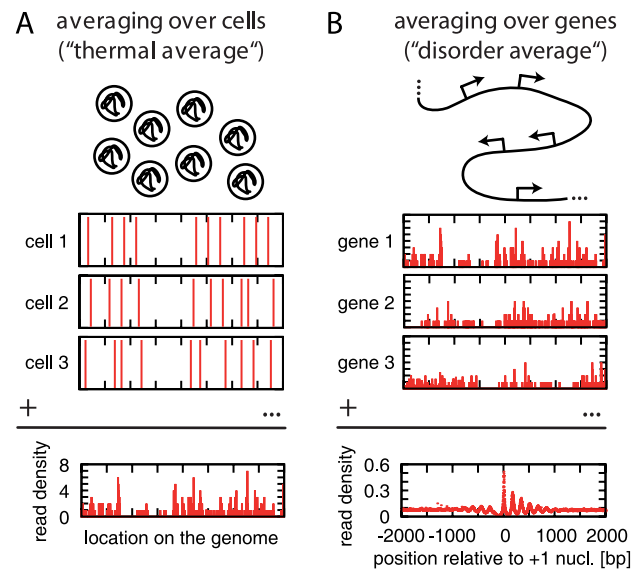 A
averaging over cells
("thermal average")
cell 1
cell 2
cell 3
+
...
read density
8
4
0
location on the genome
B
averaging over genes
("disorder average")
...
...
gene 1
gene 2
gene 3
+
...
read density
0.6
0.3
0
-2000 -1000 0 1000 2000
position relative to +1 nucl. [bp]